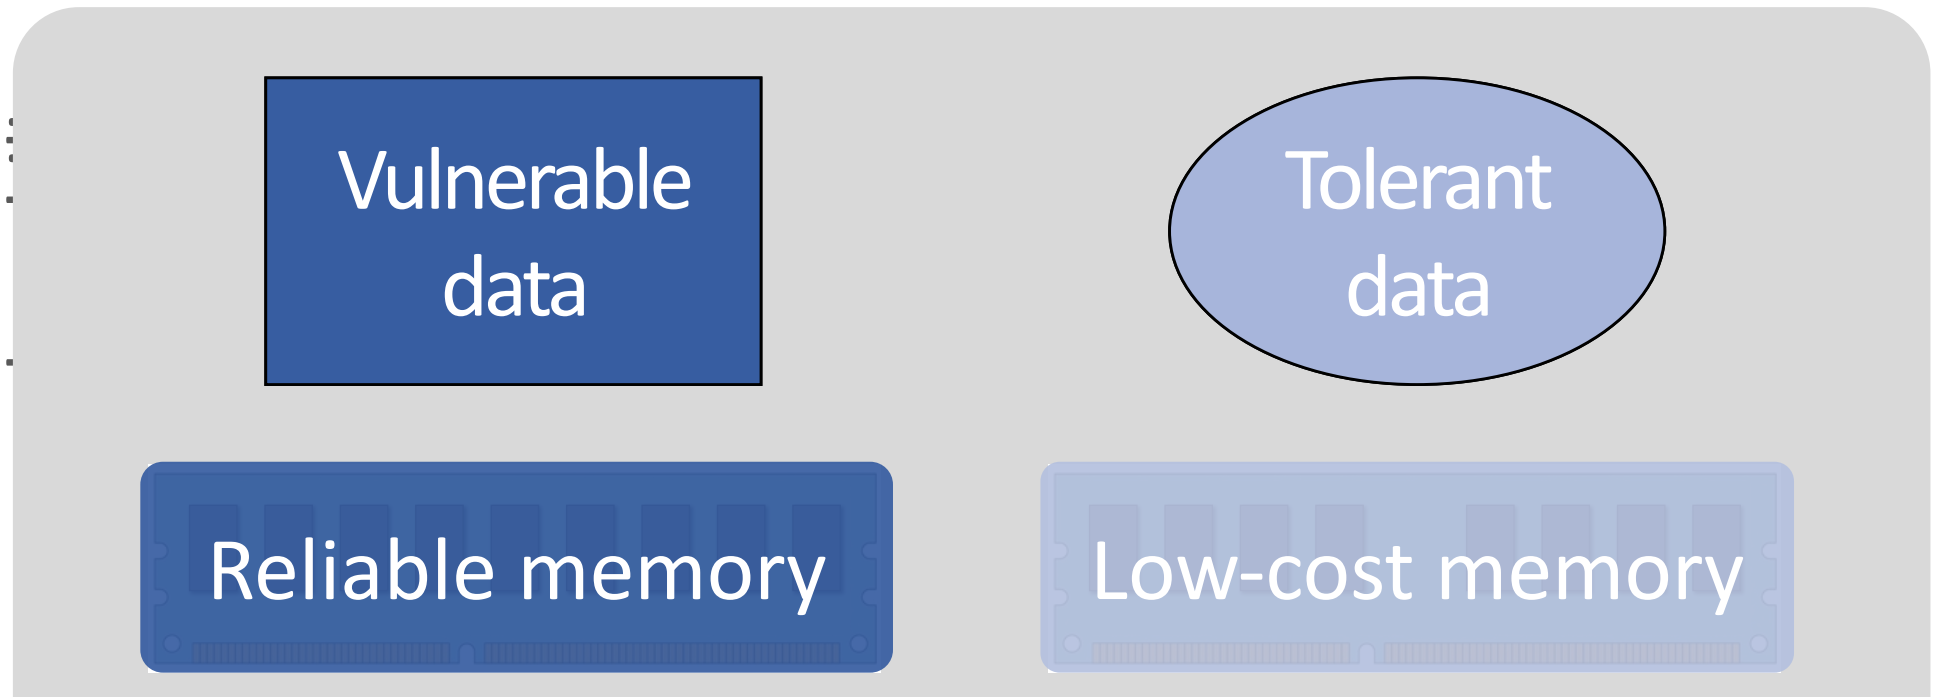 Vulnerable
data
Tolerant
data
Reliable memory
Low-cost memory